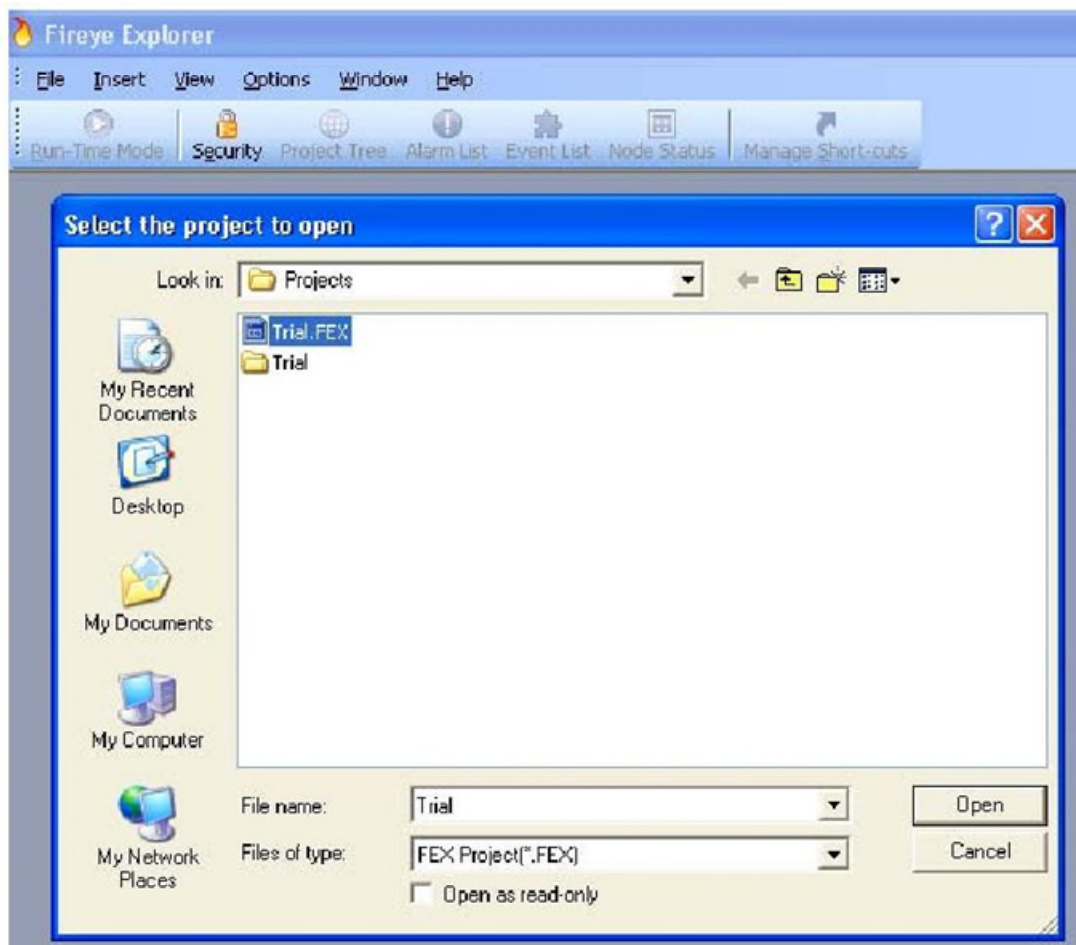 Fireye Explorer
File Insert View Options Window Help
Run-Time Mode Security Project Tree Alarm List Event List Node Status Manage Short-cuts
Select the project to open
Look in: Projects
Trial.FEX
Trial
My Recent
Documents
Desktop
My Documents
My Computer
My Network
Places
File name: Trial Open
Files of type: FEX Project(*.FEX) Cancel
Open as read-only